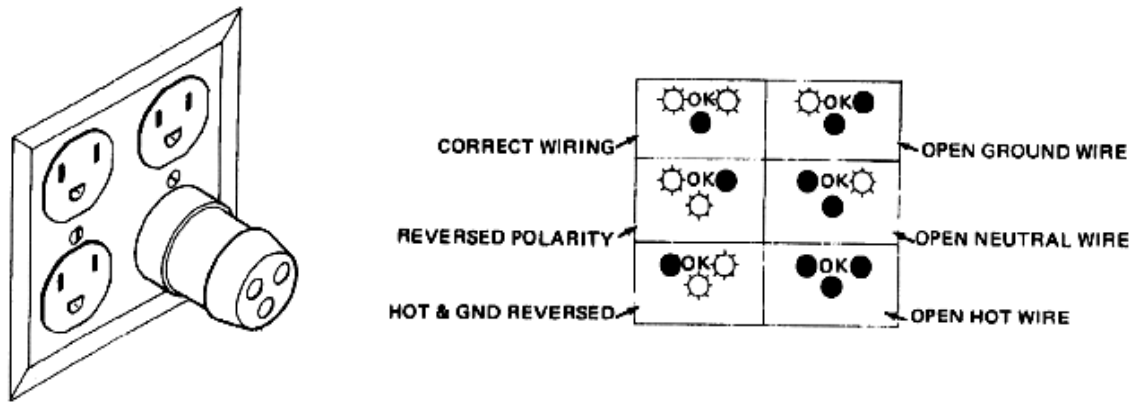 OK OK
CORRECT WIRING OPEN GROUND WIRE
OK OK
REVERSED POLARITY OPEN NEUTRAL WIRE
OK OK
HOT & GND REVERSED OPEN HOT WIRE